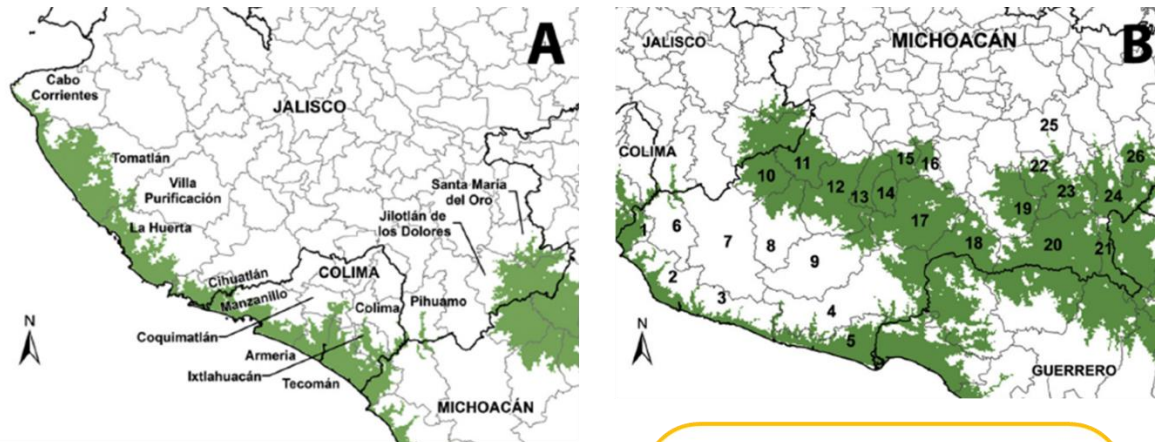 A
Cabo
Corrientes
JALISCO
Tomatlán
Villa
Purificación
Santa María
del Oro
Jilotlán de
los Dolores
La Huerta
Cihuatlán
COLIMA
Manzanillo
Colima
Pihuamo
N
Coquimatlán
Armería
Ixtlahuacán
Tecomán
MICHOACÁN
B
JALISCO
MICHOACÁN
25
COLIMA
11
15
16
22
26
10
12
13
14
23
24
19
1
6
17
7
8
18
20
21
9
2
3
4
N
5
GUERRERO